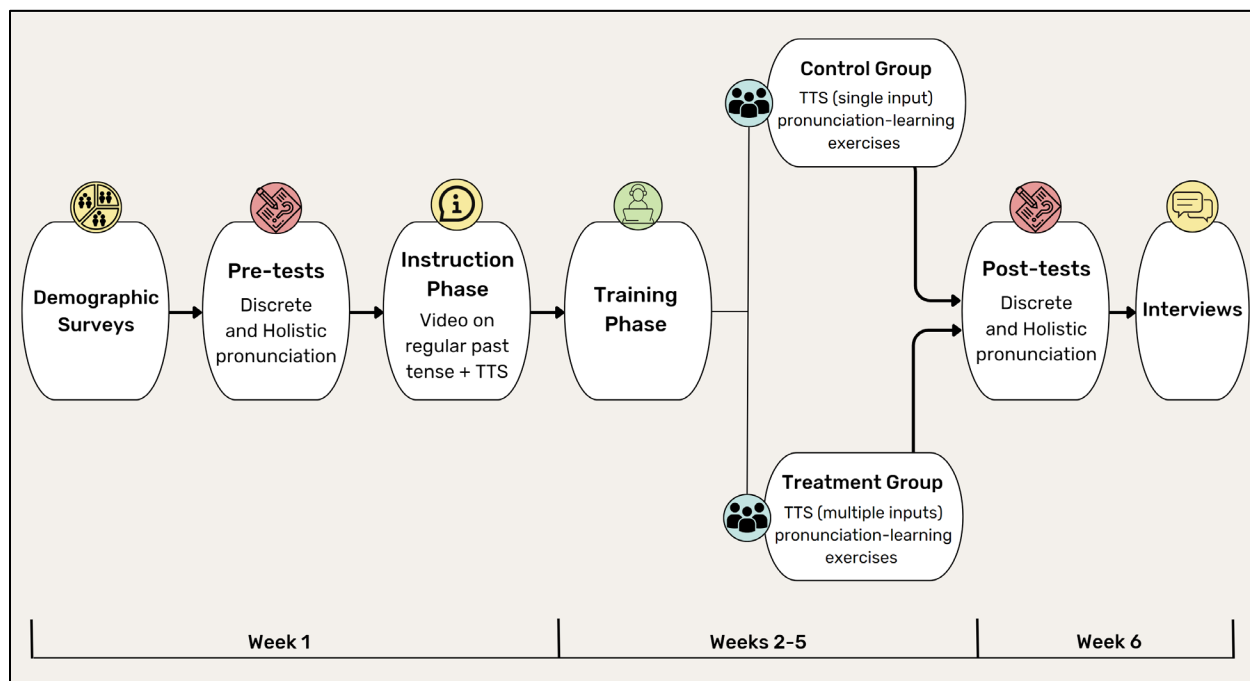 Demographic
Surveys
Pre-tests
Discrete
and Holistic
pronunciation
Instruction
Phase
Video on
regular past
tense + TTS
Training
Phase
Control Group
TTS (single input)
pronunciation-learning
exercises
Treatment Group
TTS (multiple inputs)
pronunciation-learning
exercises
Post-tests
Discrete
and Holistic
pronunciation
Interviews
Week 1
Weeks 2-5
Week 6